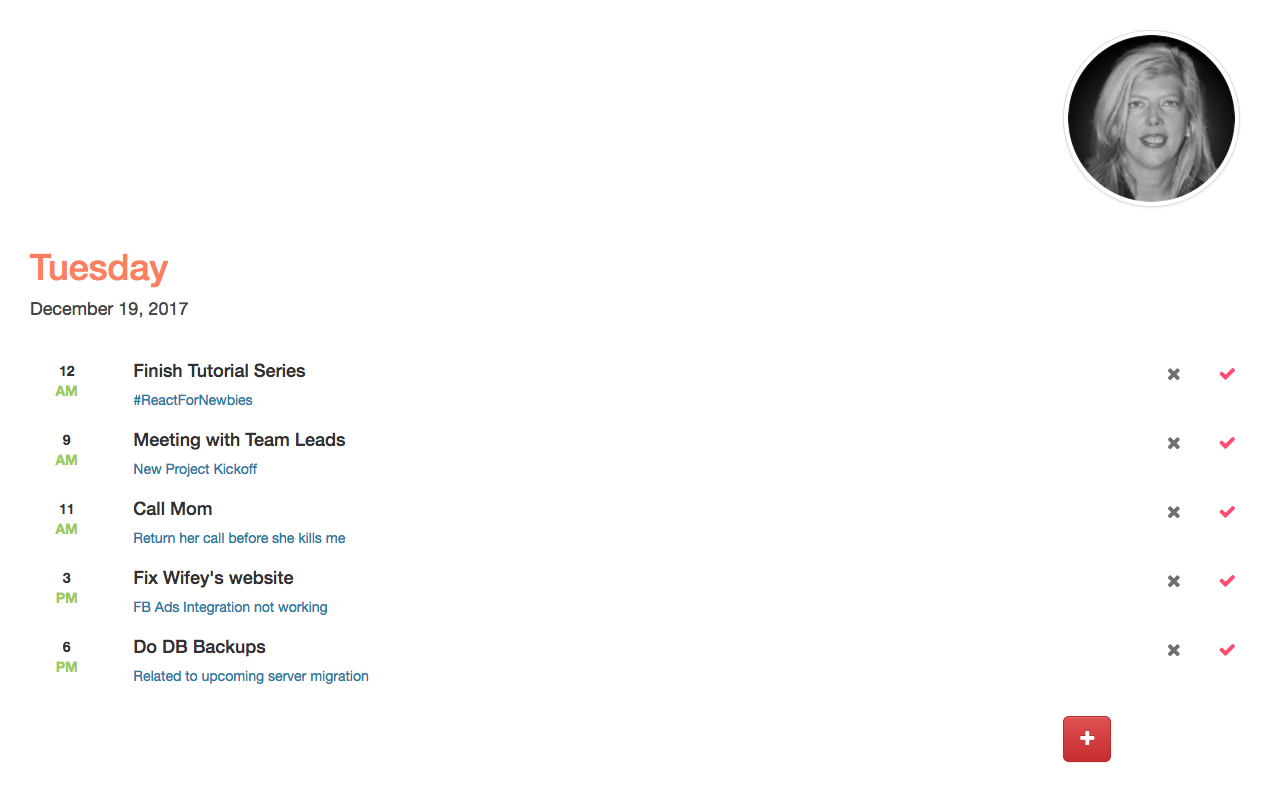 Tuesday
December 19, 2017
12
AM
Finish Tutorial Series
#ReactForNewbies
9
AM
Meeting with Team Leads
New Project Kickoff
11
AM
Call Mom
Return her call before she kills me
3
PM
Fix Wifey's website
FB Ads Integration not working
6
PM
Do DB Backups
Related to upcoming server migration